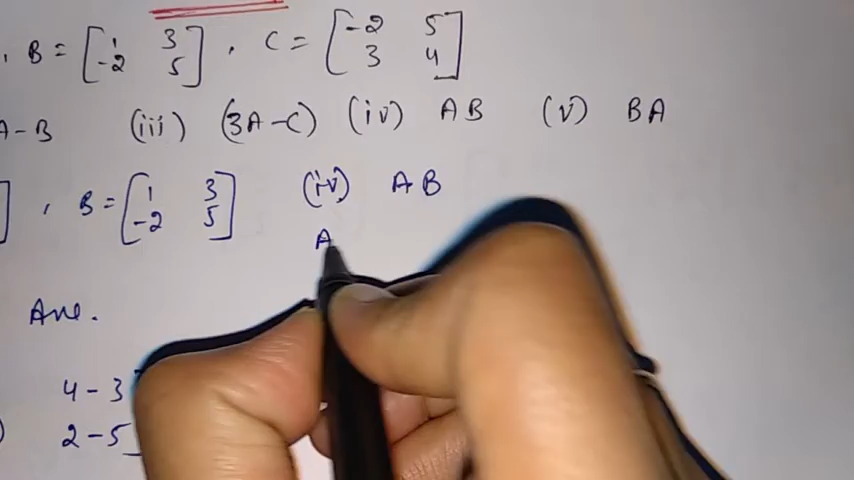 , B = [ 1 3 -2 5 ] , C = [ -2 5 3 4 ]
A - B (iii) (3A - C) (iv) AB (v) BA
] , B = [ 1 3 -2 5 ] (iv) AB
A
Ans.
4 - 3
) 2 - 5